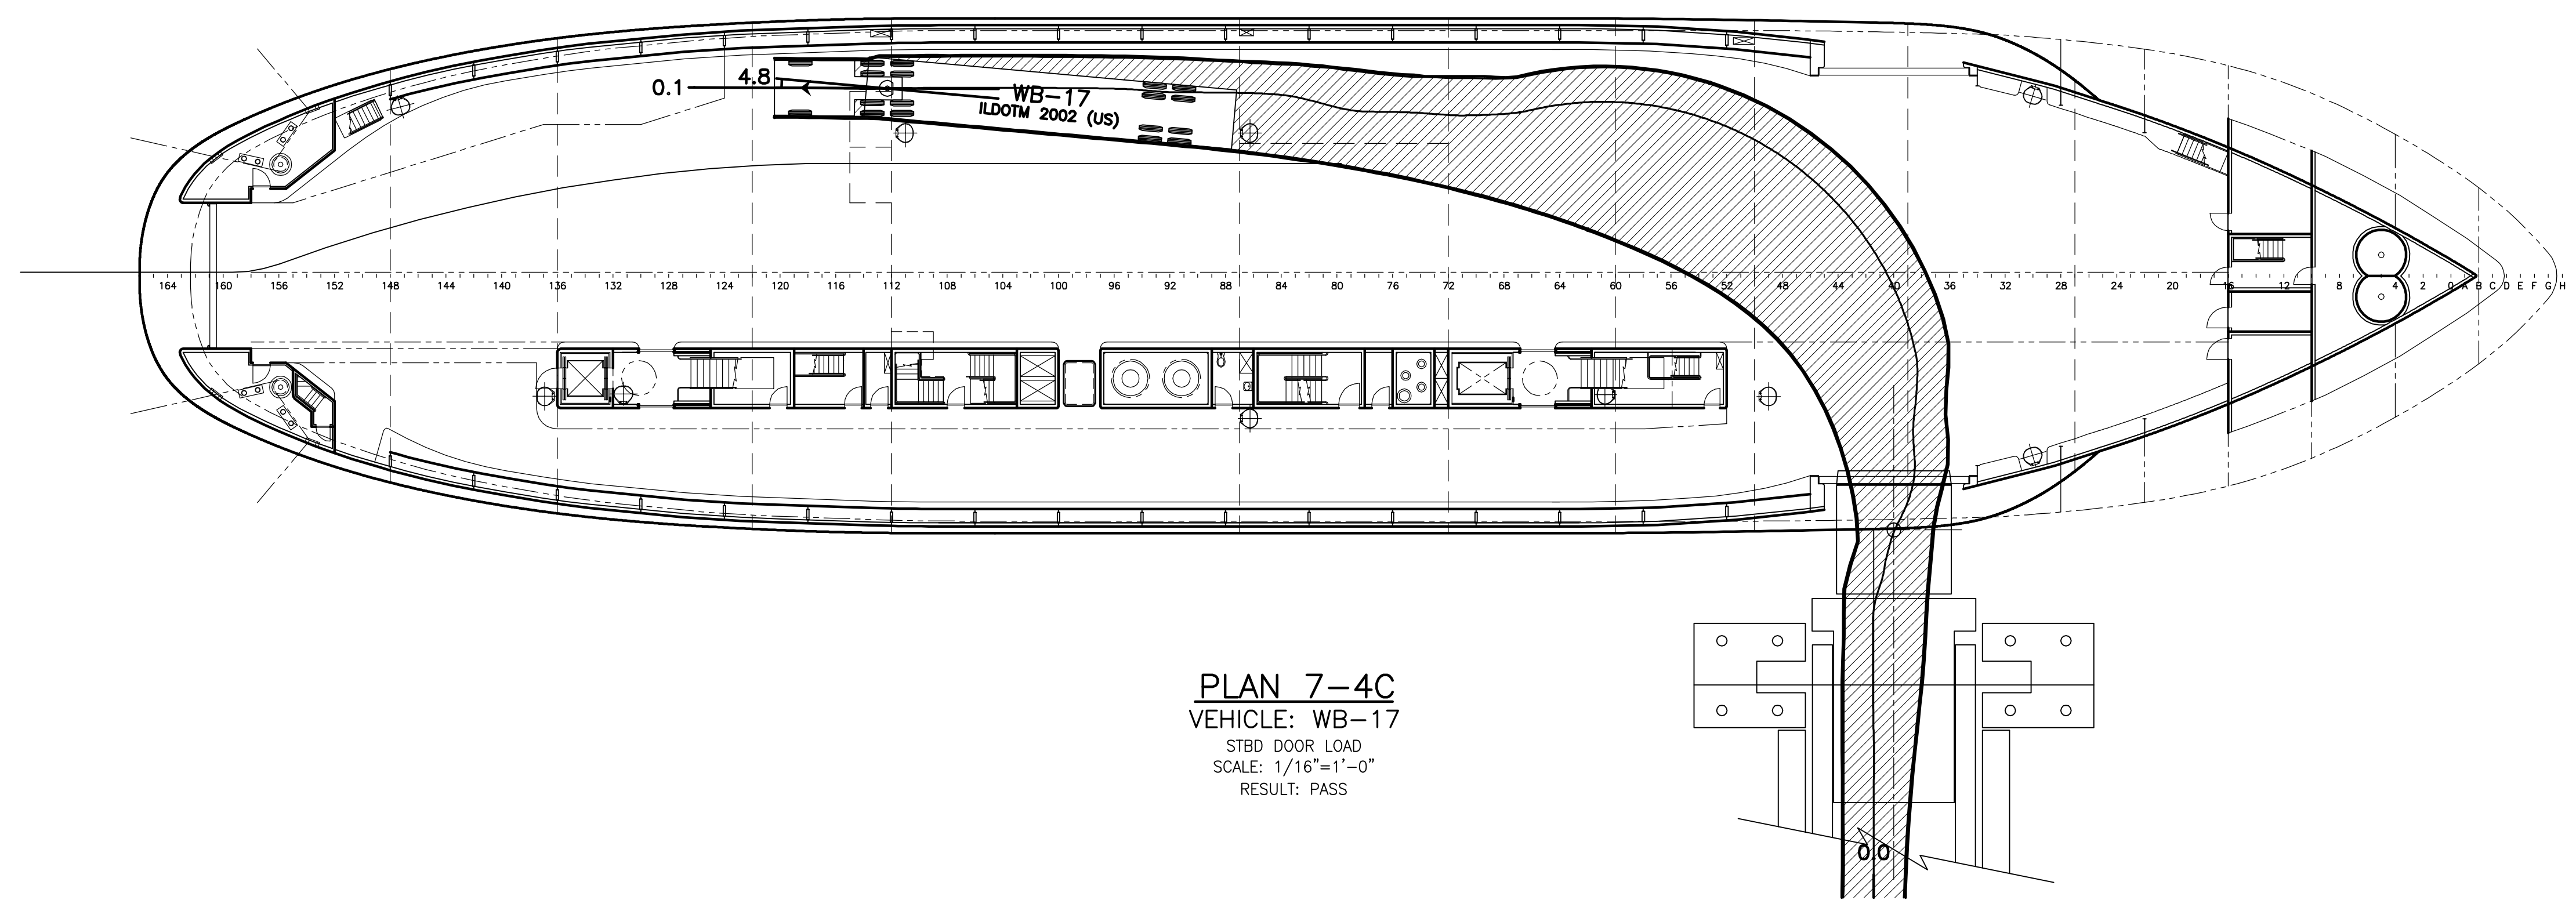 0.1
4.8
WB-17
ILDOTM 2002 (US)
164 160 156 152 148 144 140 136 132 128 124 120 116 112 108 104 100 96 92 88 84 80 76 72 68 64 60 56 52 48 44 40 36 32 28 24 20 16 12 8 4 2 0 A B C D E F G H
PLAN 7-4C
VEHICLE: WB-17
STBD DOOR LOAD
SCALE: 1/16"=1'-0"
RESULT: PASS
0.0